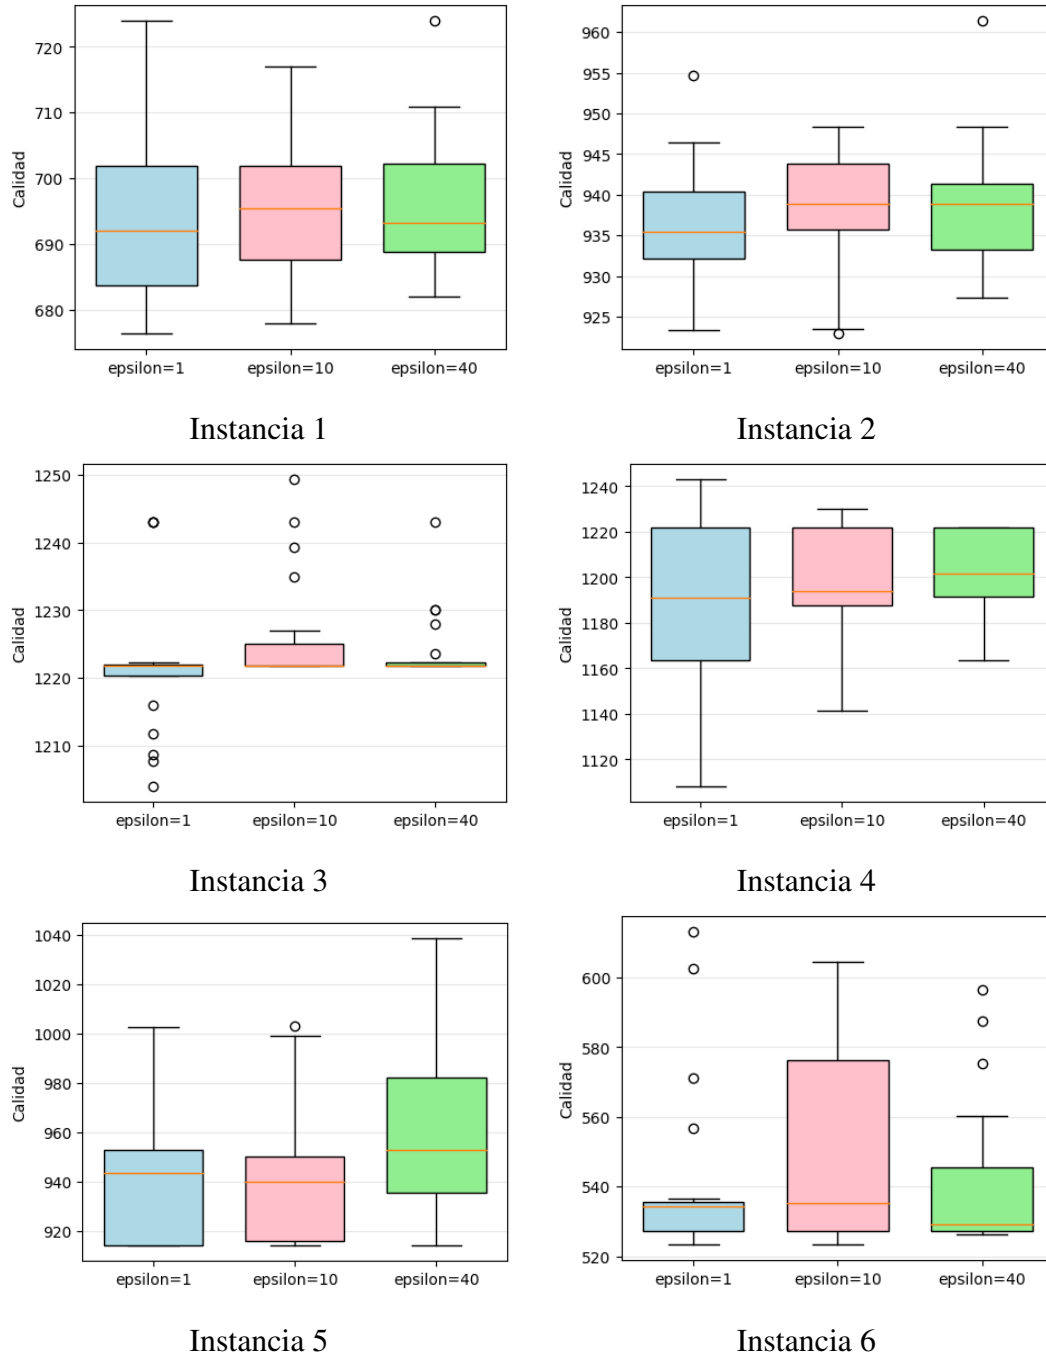 720
710
700
690
680
Calidad
epsilon=1 epsilon=10 epsilon=40
Instancia 1
960
955
950
945
940
935
930
925
Calidad
epsilon=1 epsilon=10 epsilon=40
Instancia 2
1250
1240
1230
1220
1210
Calidad
epsilon=1 epsilon=10 epsilon=40
Instancia 3
1240
1220
1200
1180
1160
1140
1120
Calidad
epsilon=1 epsilon=10 epsilon=40
Instancia 4
1040
1020
1000
980
960
940
920
Calidad
epsilon=1 epsilon=10 epsilon=40
Instancia 5
600
580
560
540
520
Calidad
epsilon=1 epsilon=10 epsilon=40
Instancia 6